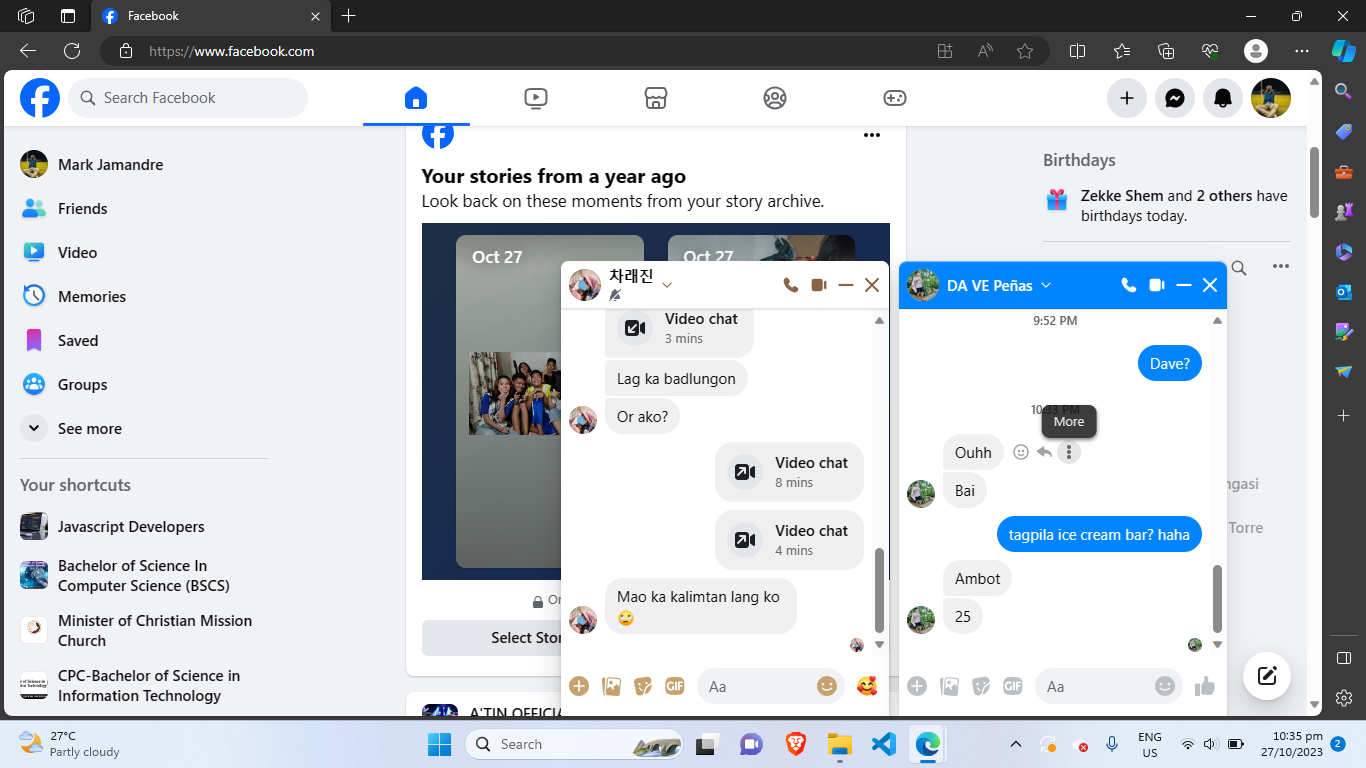 Facebook
https://www.facebook.com
Search Facebook
Mark Jamandre
Friends
Video
Memories
Saved
Groups
See more
Your shortcuts
Javascript Developers
Bachelor of Science In
Computer Science (BSCS)
Minister of Christian Mission
Church
CPC-Bachelor of Science in
Information Technology
Your stories from a year ago
Look back on these moments from your story archive.
Oct 27
Oct 27
Select
A'TIN
Birthdays
Zekke Shem and 2 others have
birthdays today.
Torre
차래진
Video chat
3 mins
Lag ka badlungon
Or ako?
Video chat
8 mins
Video chat
4 mins
Mao ka kalimtan lang ko
GIF
Aa
DA VE Peñas
9:52 PM
Dave?
10:33 PM
More
Ouhh
Bai
tagpila ice cream bar? haha
Ambot
25
GIF
Aa
27°C
Partly cloudy
Search
ENG
US
10:35 pm
27/10/2023
2